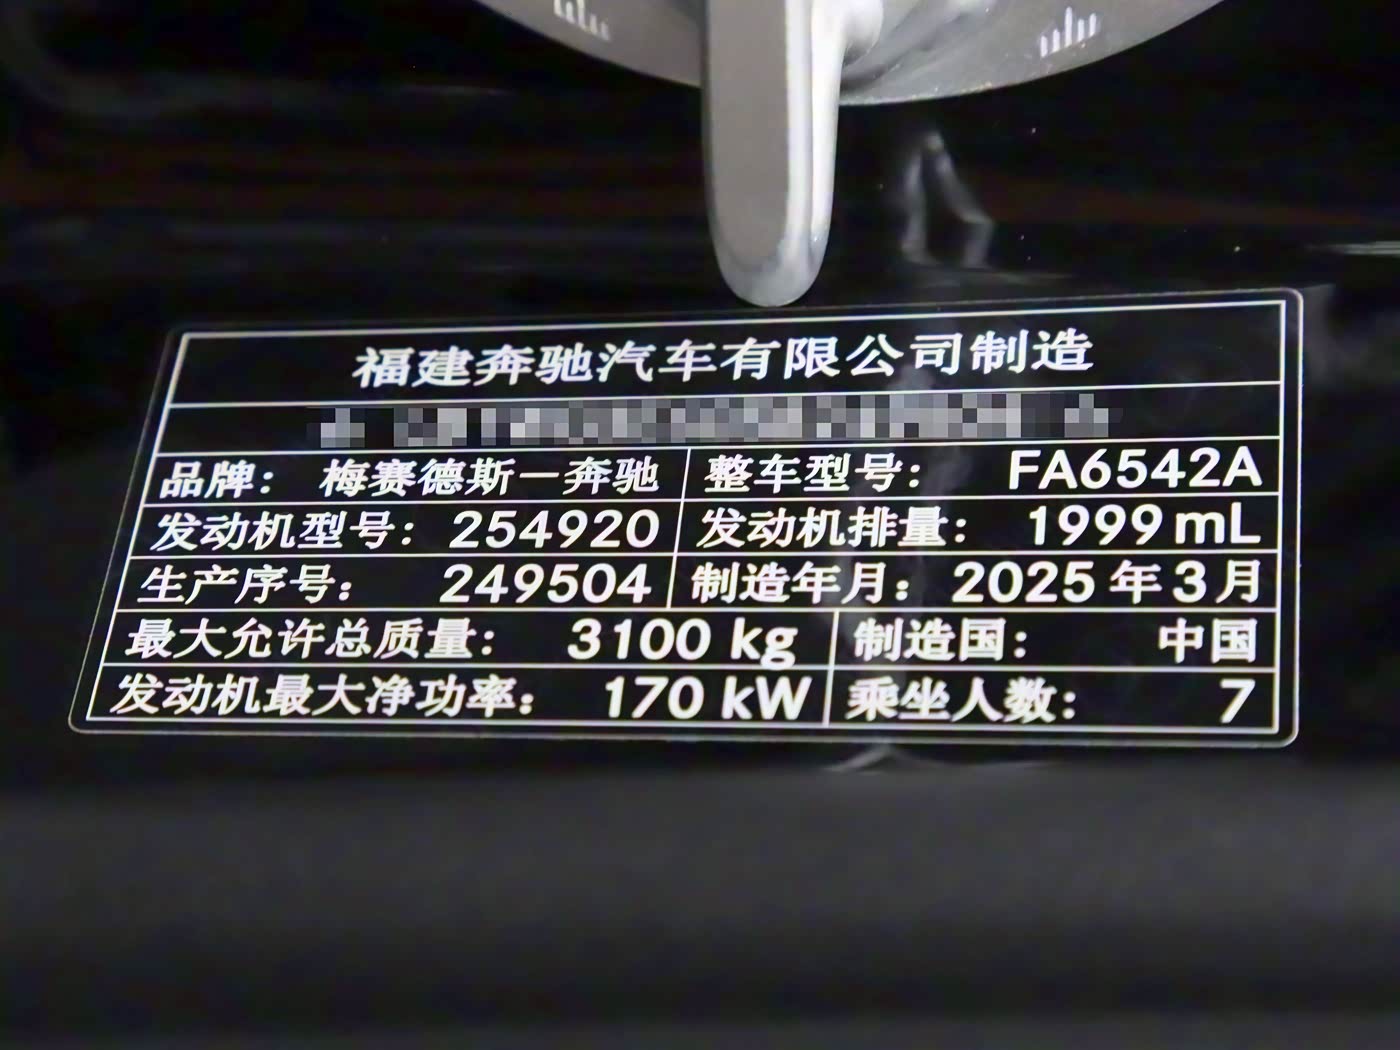 福建奔驰汽车有限公司制造
品牌： 梅赛德斯－奔驰 整车型号： FA6542A
发动机型号： 254920 发动机排量： 1999 mL
生产序号： 249504 制造年月： 2025 年 3 月
最大允许总质量： 3100 kg 制造国： 中国
发动机最大净功率： 170 kW 乘坐人数： 7